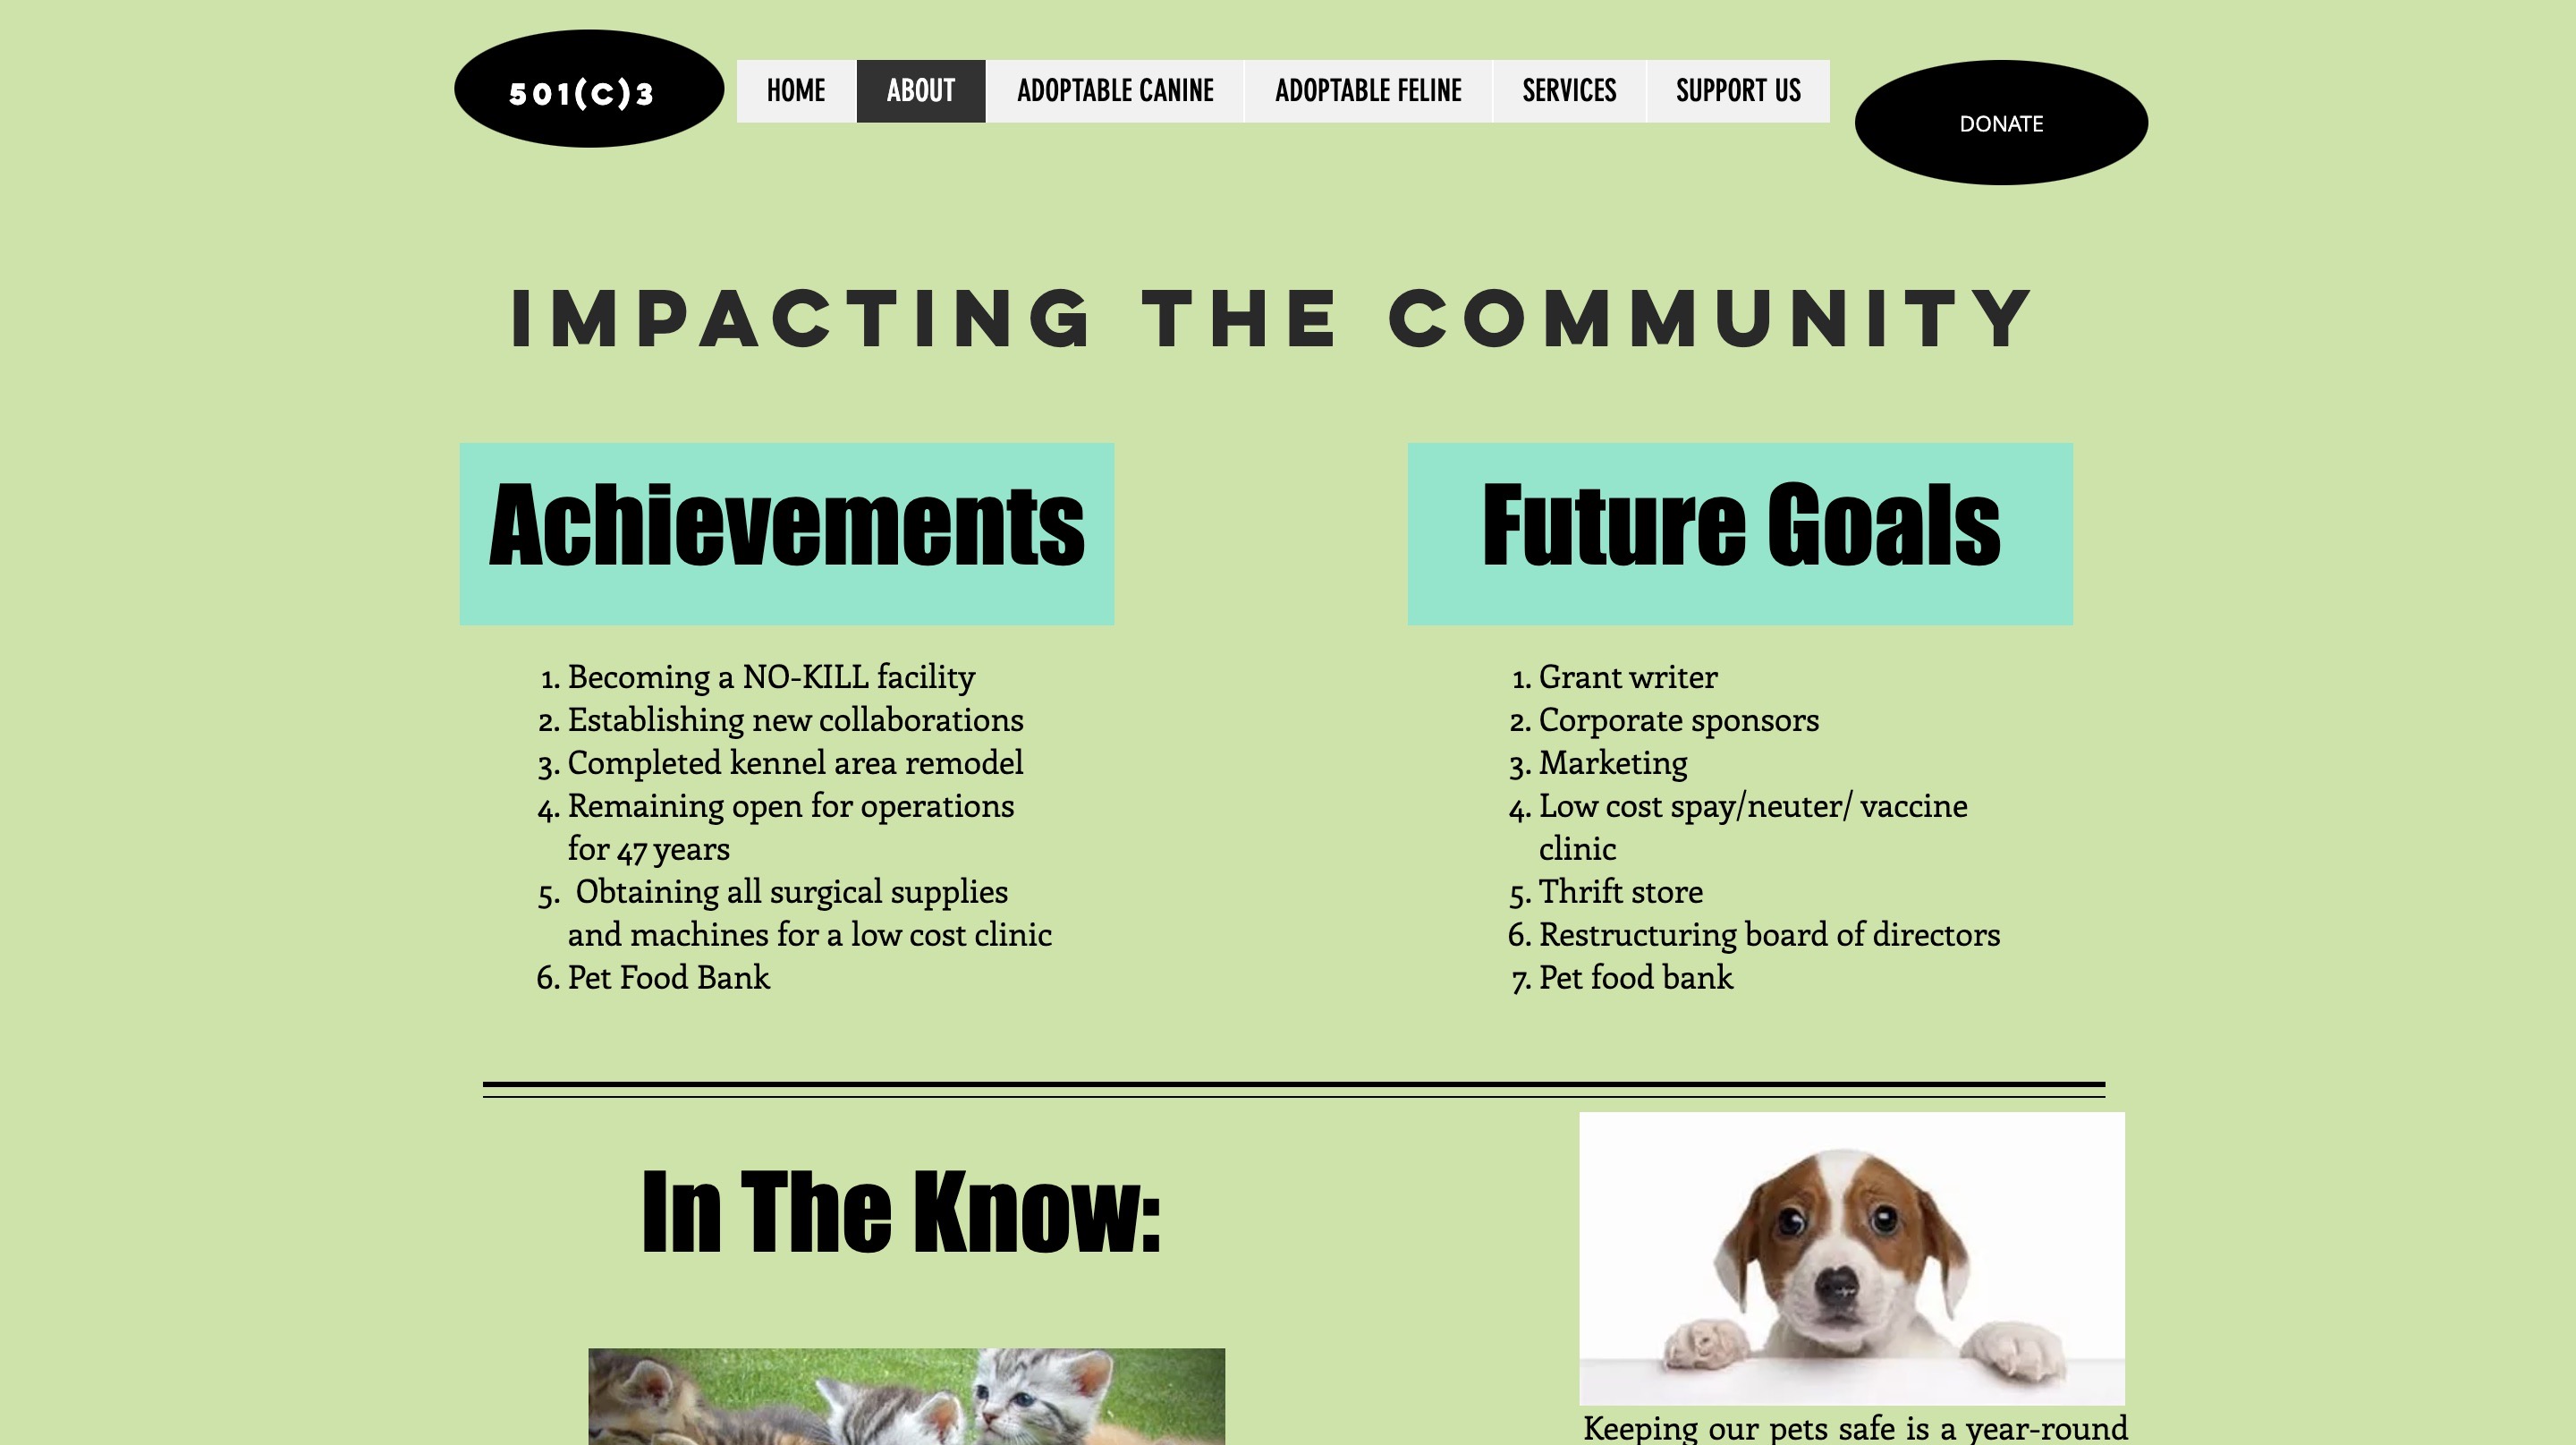 501(C)3
HOME
ABOUT
ADOPTABLE CANINE
ADOPTABLE FELINE
SERVICES
SUPPORT US
DONATE
IMPACTING THE COMMUNITY
Achievements
1. Becoming a NO-KILL facility
2. Establishing new collaborations
3. Completed kennel area remodel
4. Remaining open for operations
for 47 years
5. Obtaining all surgical supplies
and machines for a low cost clinic
6. Pet Food Bank
Future Goals
1. Grant writer
2. Corporate sponsors
3. Marketing
4. Low cost spay/neuter/ vaccine
clinic
5. Thrift store
6. Restructuring board of directors
7. Pet food bank
In The Know:
Keeping our pets safe is a year-round